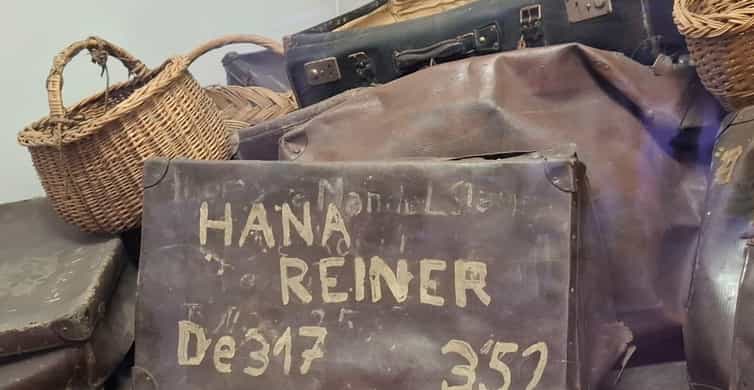 HANA
REINER
De317 352